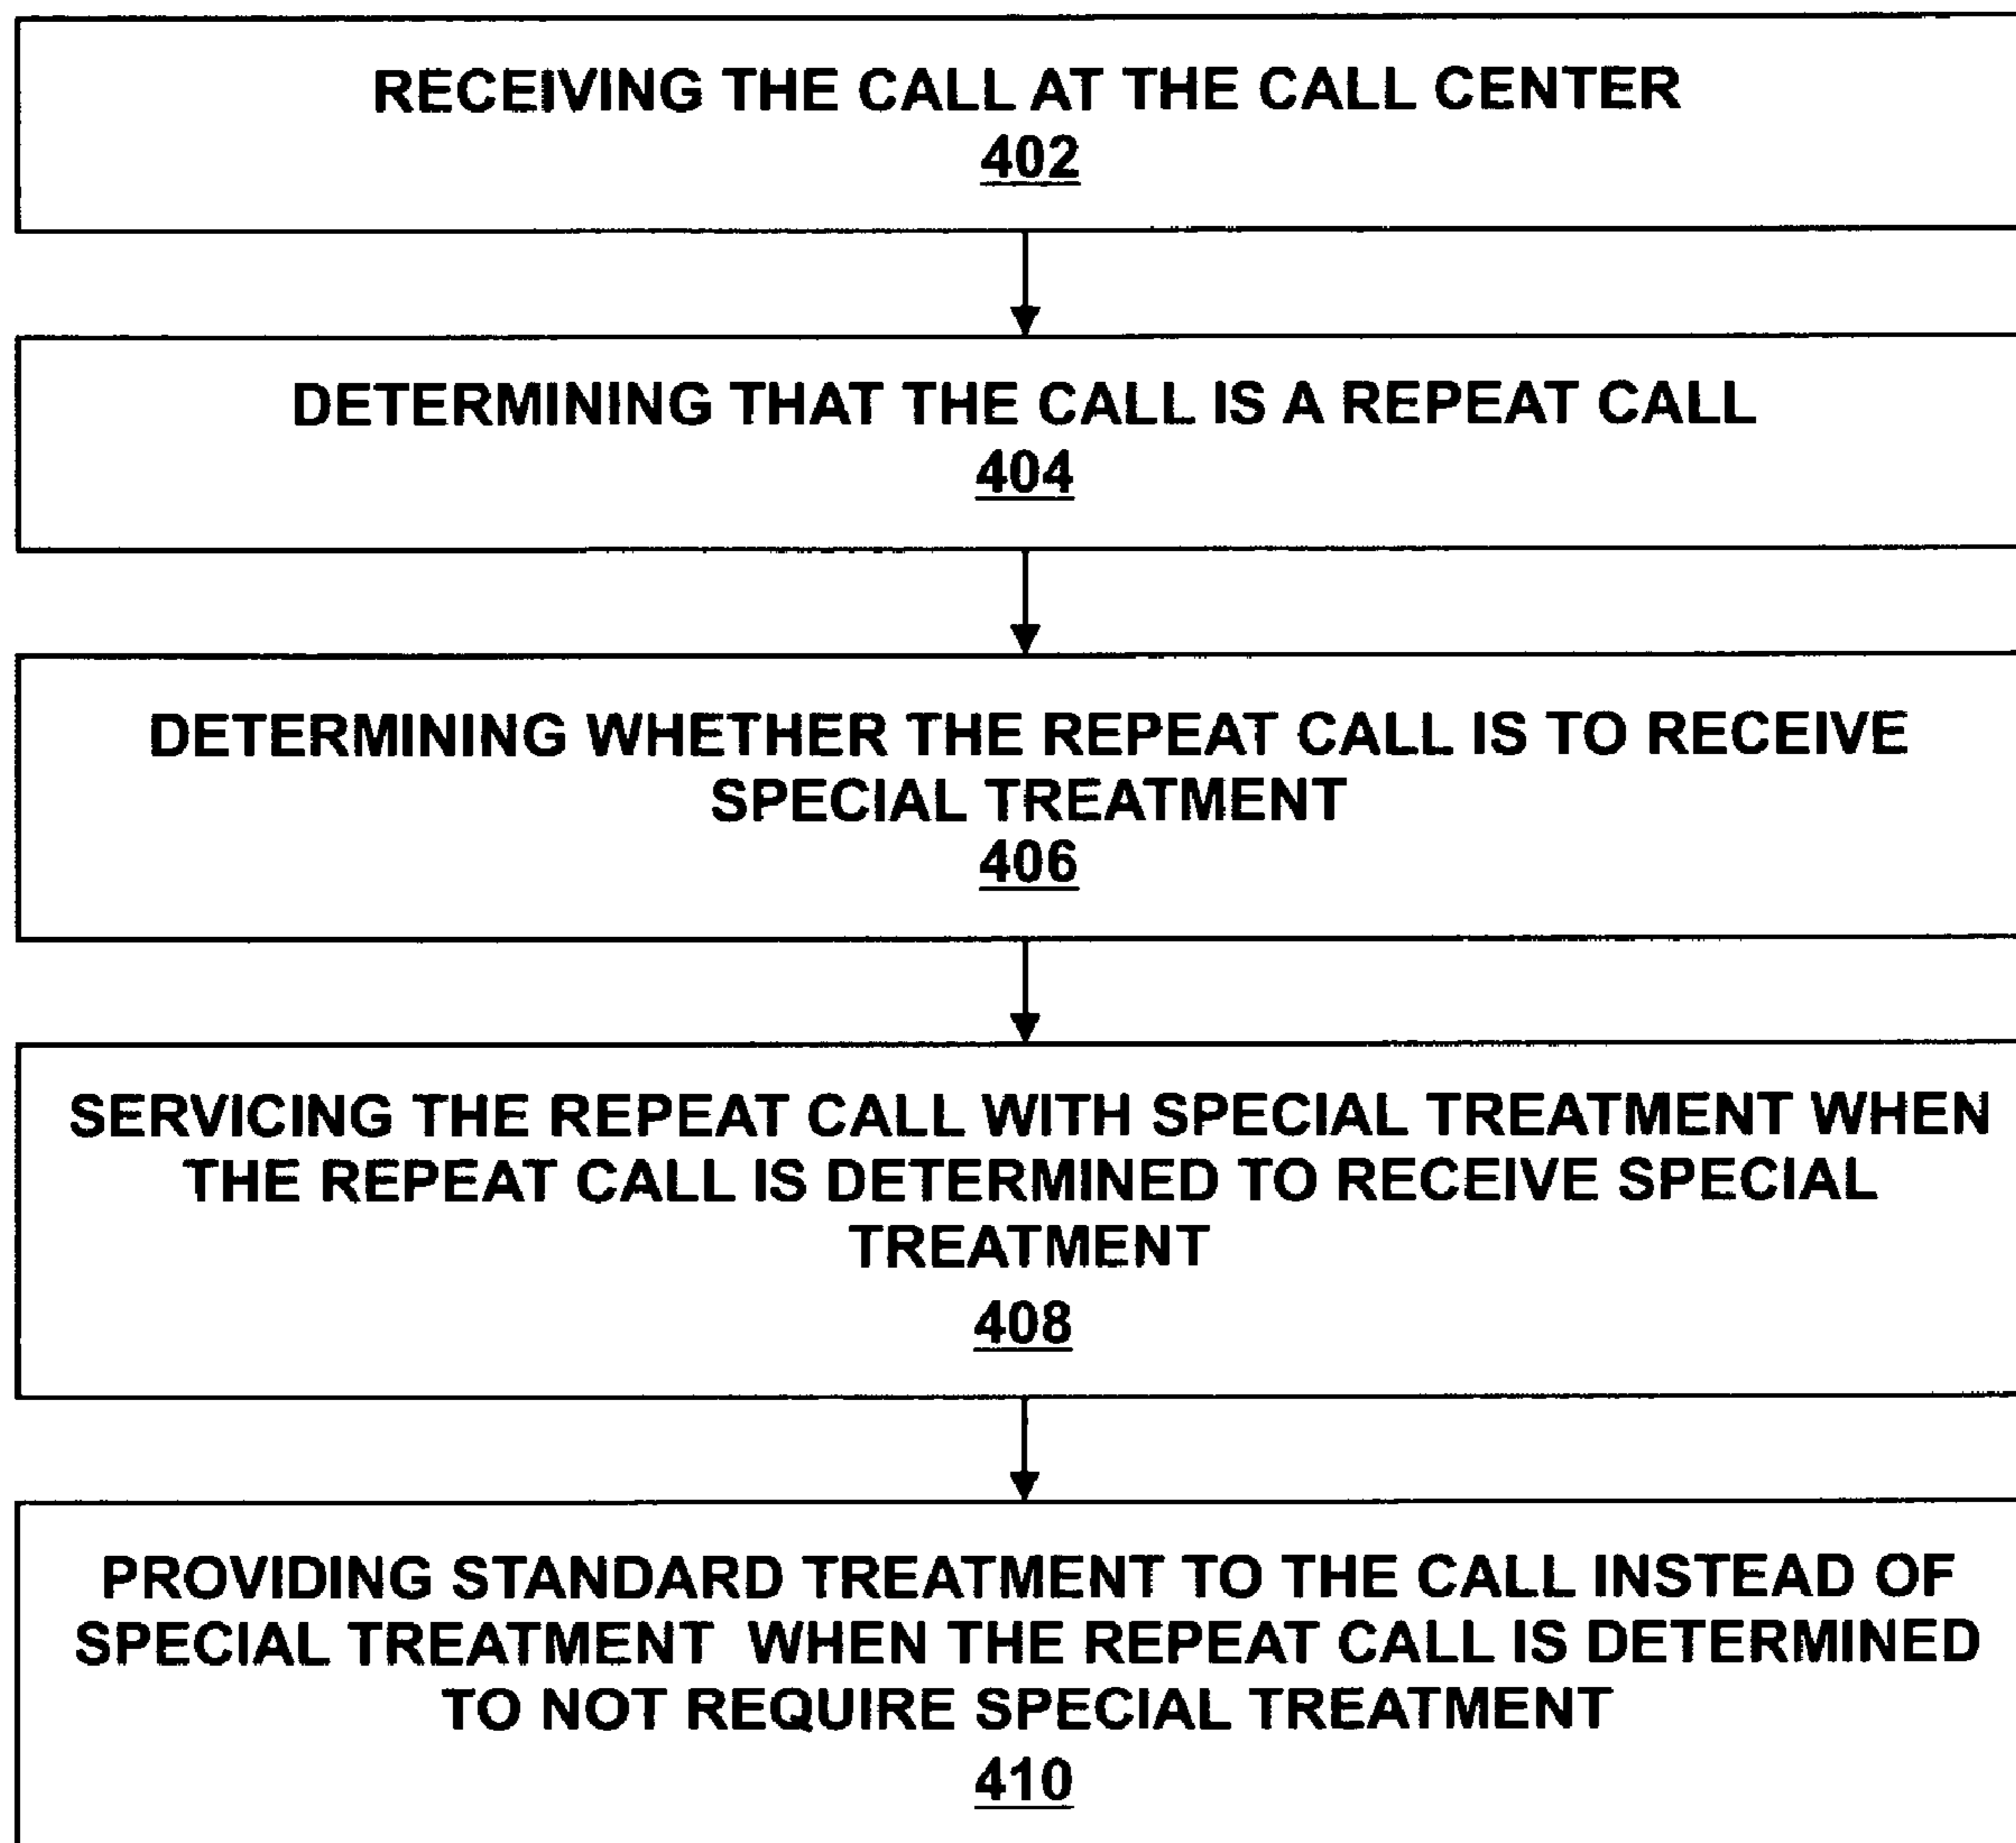 RECEIVING THE CALL AT THE CALL CENTER
402
DETERMINING THAT THE CALL IS A REPEAT CALL
404
DETERMINING WHETHER THE REPEAT CALL IS TO RECEIVE
SPECIAL TREATMENT
406
SERVICING THE REPEAT CALL WITH SPECIAL TREATMENT WHEN
THE REPEAT CALL IS DETERMINED TO RECEIVE SPECIAL
TREATMENT
408
PROVIDING STANDARD TREATMENT TO THE CALL INSTEAD OF
SPECIAL TREATMENT WHEN THE REPEAT CALL IS DETERMINED
TO NOT REQUIRE SPECIAL TREATMENT
410